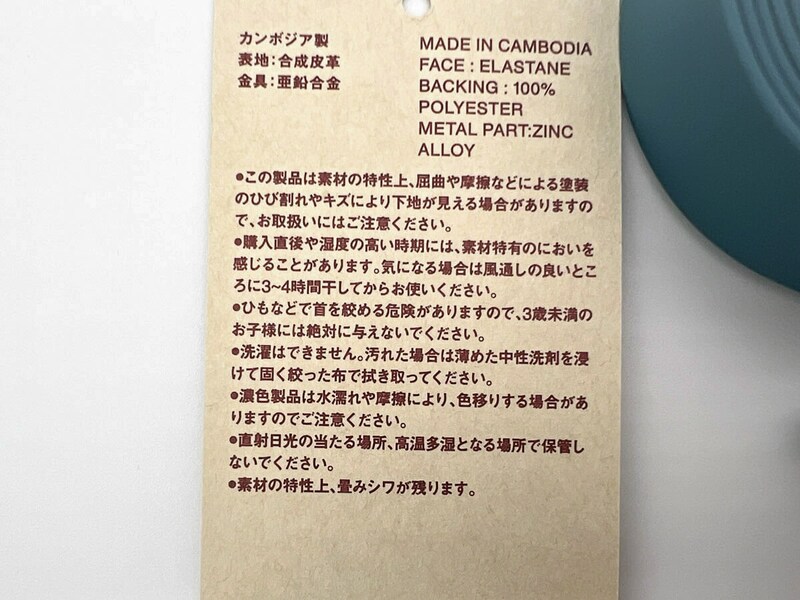 カンボジア製
表地：合成皮革
金具：亜鉛合金
MADE IN CAMBODIA
FACE : ELASTANE
BACKING : 100%
POLYESTER
METAL PART:ZINC
ALLOY
●この製品は素材の特性上、屈曲や摩擦などによる塗装
のひび割れやキズにより下地が見える場合がありますの
で、お取扱いにはご注意ください。
●購入直後や湿度の高い時期には、素材特有のにおいを
感じることがあります。気になる場合は風通しの良いとこ
ろに3~4時間干してからお使いください。
●ひもなどで首を絞める危険がありますので、3歳未満の
お子様には絶対に与えないでください。
●洗濯はできません。汚れた場合は薄めた中性洗剤を浸
けて固く絞った布で拭き取ってください。
●濃色製品は水濡れや摩擦により、色移りする場合があ
りますのでご注意ください。
●直射日光の当たる場所、高温多湿となる場所で保管し
ないでください。
●素材の特性上、畳みシワが残ります。